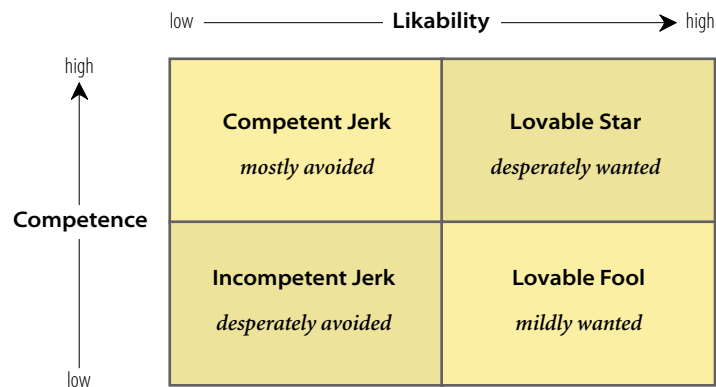 low Likability high
high
Competent Jerk Lovable Star
mostly avoided desperately wanted
Competence
Incompetent Jerk Lovable Fool
desperately avoided mildly wanted
low